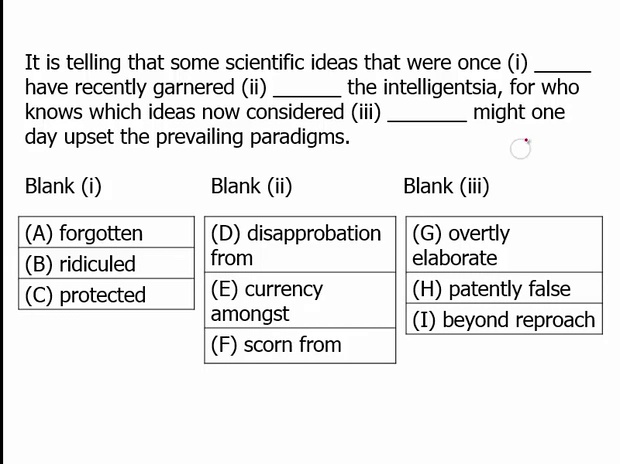 It is telling that some scientific ideas that were once (i) _____
have recently garnered (ii) ______ the intelligentsia, for who
knows which ideas now considered (iii) _______ might one
day upset the prevailing paradigms.
Blank (i) Blank (ii) Blank (iii)
(A) forgotten
(B) ridiculed
(C) protected
(D) disapprobation
from
(E) currency
amongst
(F) scorn from
(G) overtly
elaborate
(H) patently false
(I) beyond reproach